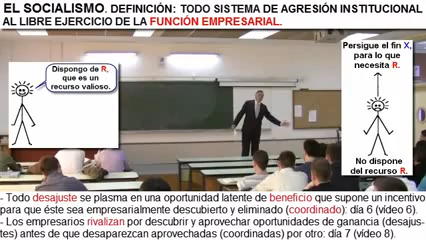 EL SOCIALISMO. DEFINICIÓN: TODO SISTEMA DE AGRESIÓN INSTITUCIONAL
AL LIBRE EJERCICIO DE LA FUNCIÓN EMPRESARIAL.
Dispongo de R,
que es un
recurso valioso.
Persigue el fin X,
para lo que
necesita R.
No dispone
del recurso R.
- Todo desajuste se plasma en una oportunidad latente de beneficio que supone un incentivo
para que éste sea empresarialmente descubierto y eliminado (coordinado): día 6 (vídeo 6).
- Los empresarios rivalizan por descubrir y aprovechar oportunidades de ganancia (desajus-
tes) antes de que desaparezcan aprovechadas (coordinadas) por otro: día 7 (vídeo 8).